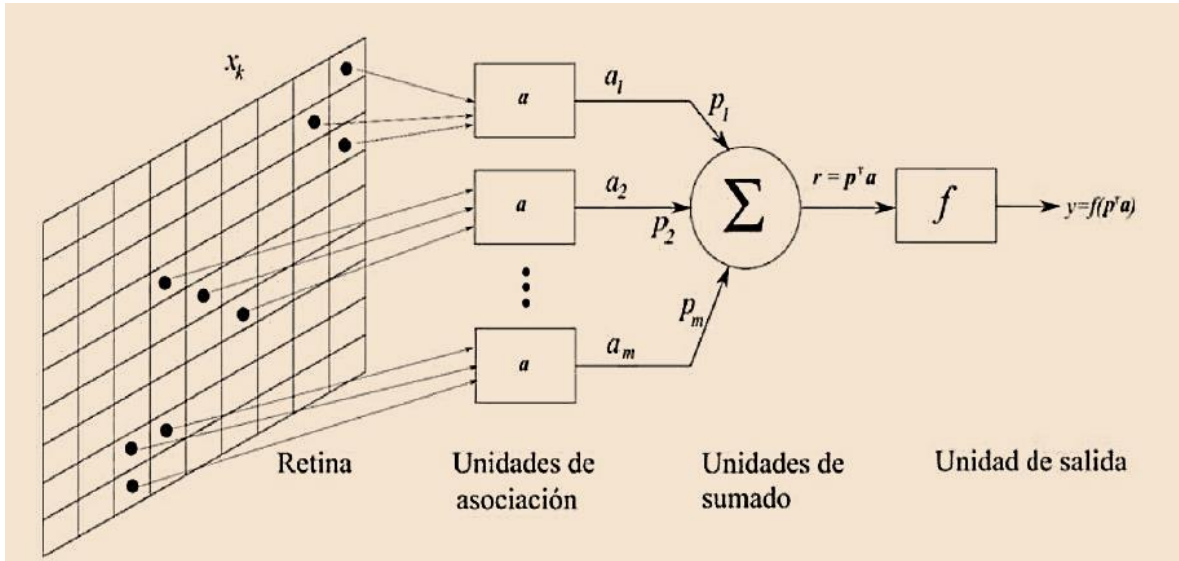 x_k
a
a_1
p_1
a
a_2
p_2
Σ
r = p^T a
f
y=f(p^T a)
a
a_m
p_m
Retina
Unidades de
asociación
Unidades de
sumado
Unidad de salida